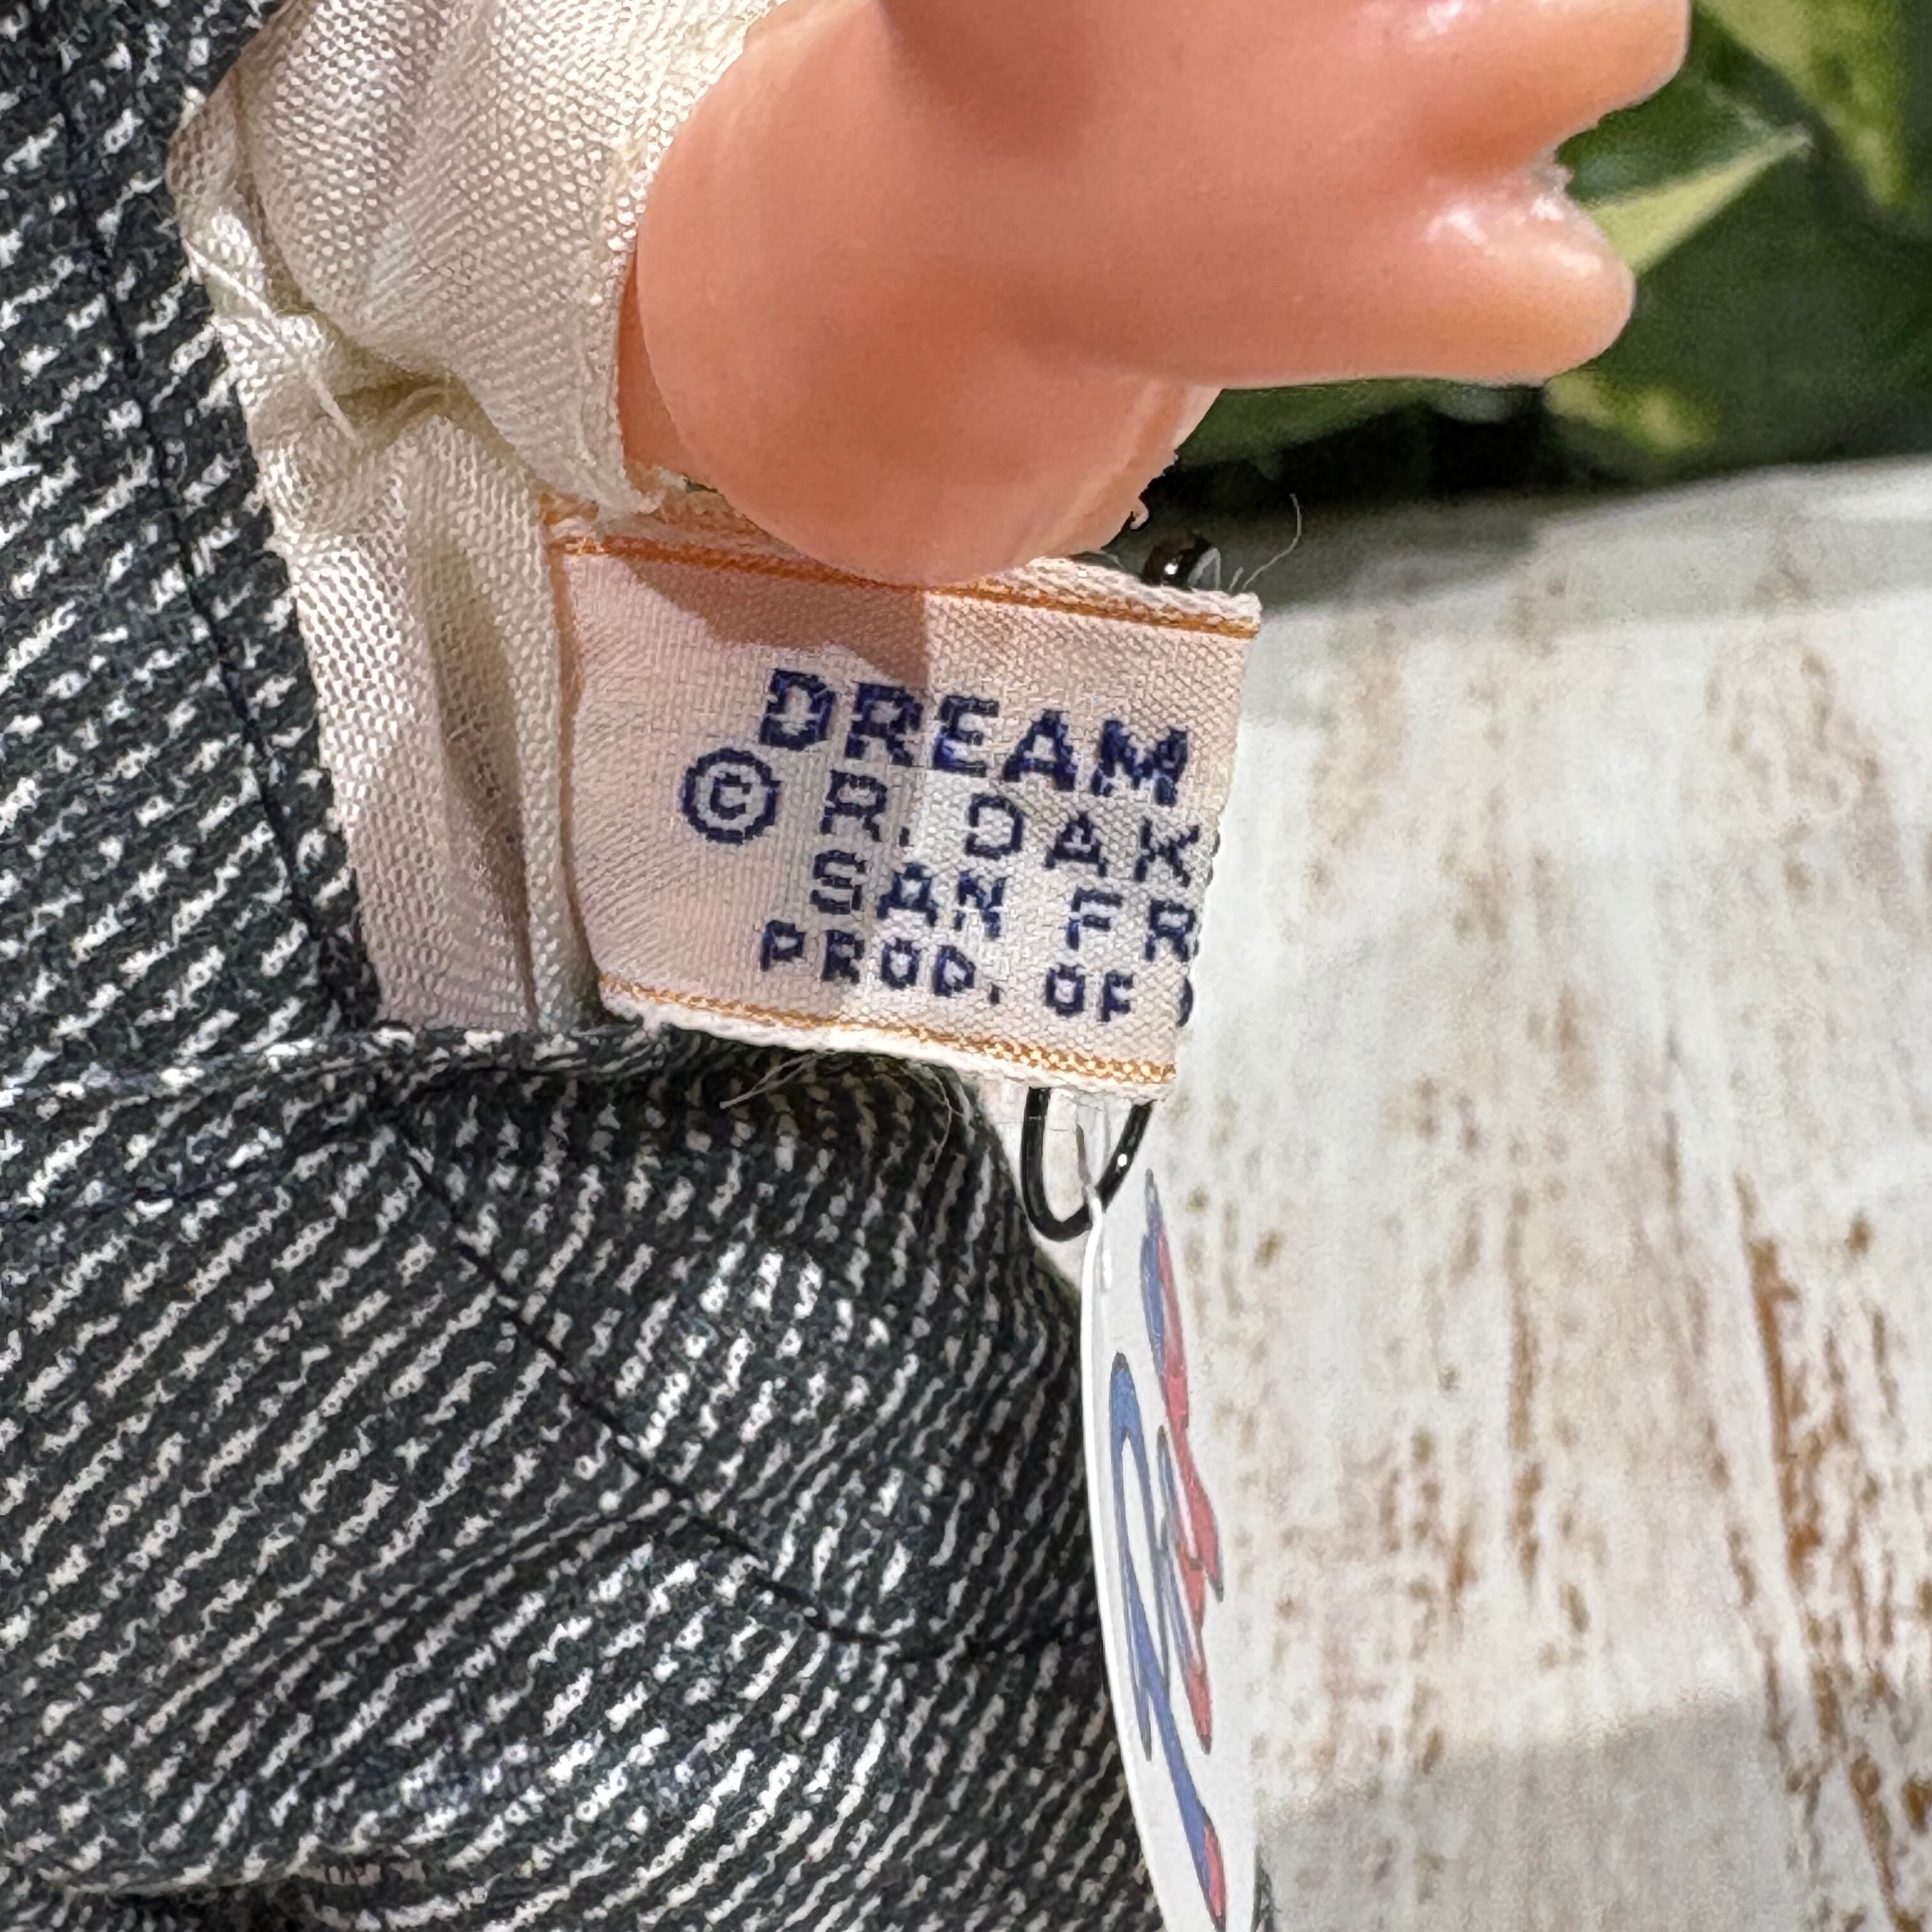 DREAM
© R. DAK
SAN FR
PROD. OF